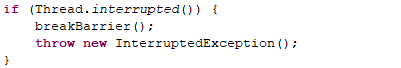 if (Thread.interrupted()) {
    breakBarrier();
    throw new InterruptedException();
}